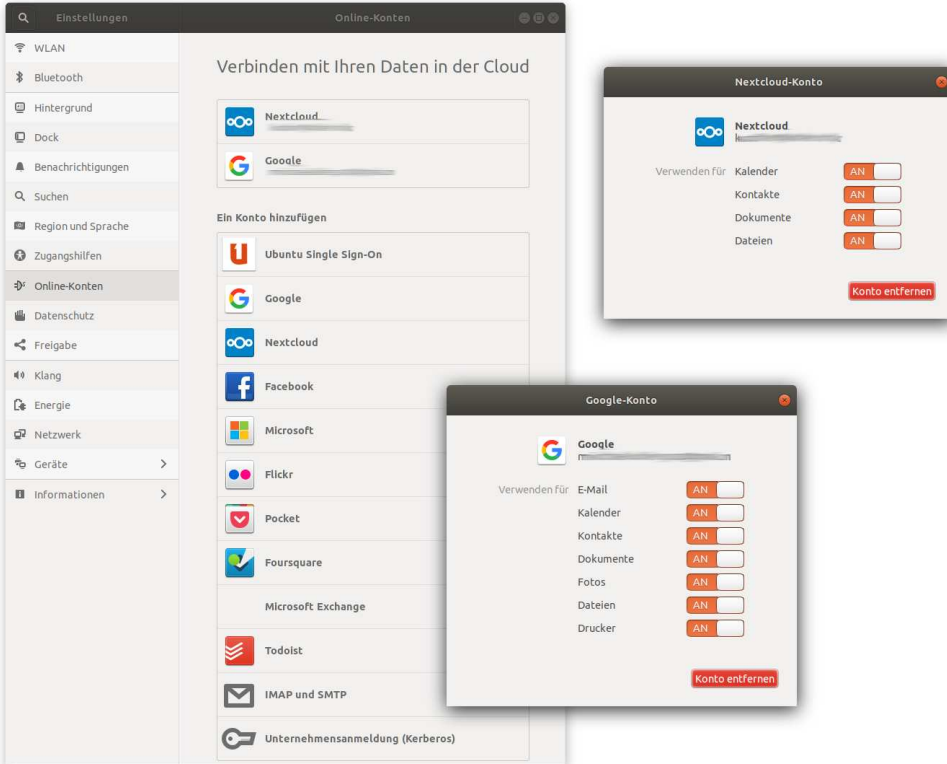 Einstellungen
Online-Konten
WLAN
Bluetooth
Hintergrund
Dock
Benachrichtigungen
Suchen
Region und Sprache
Zugangshilfen
Online-Konten
Datenschutz
Freigabe
Klang
Energie
Netzwerk
Geräte
Informationen
Verbinden mit Ihren Daten in der Cloud
Nextcloud
Google
Ein Konto hinzufügen
Ubuntu Single Sign-On
Google
Nextcloud
Facebook
Microsoft
Flickr
Pocket
Foursquare
Microsoft Exchange
Todoist
IMAP und SMTP
Unternehmensanmeldung (Kerberos)
Nextcloud-Konto
Nextcloud
Verwenden für Kalender AN
Kontakte AN
Dokumente AN
Dateien AN
Konto entfernen
Google-Konto
Google
Verwenden für E-Mail AN
Kalender AN
Kontakte AN
Dokumente AN
Fotos AN
Dateien AN
Drucker AN
Konto entfernen